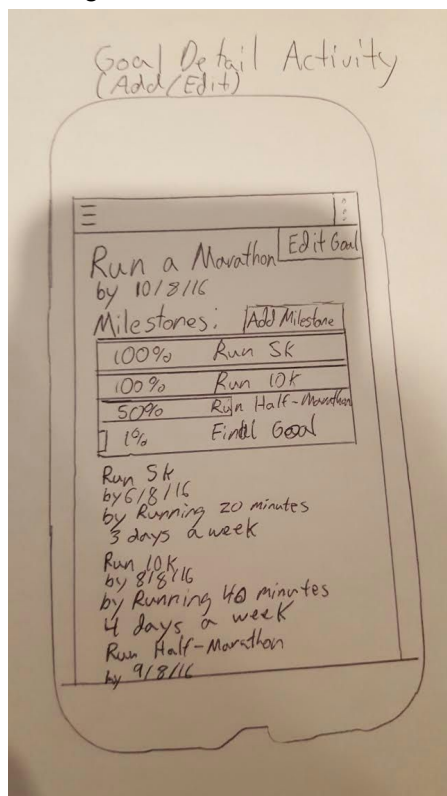 Goal Detail Activity
(Add/Edit)
Edit Goal
Run a Marathon
by 10/8/16
Milestones: Add Milestone
100% Run 5k
100% Run 10k
50% Run Half-Marathon
1% Final Goal
Run 5k
by 6/8/16
by Running 20 minutes
3 days a week
Run 10K
by 8/8/16
by Running 40 minutes
4 days a week
Run Half-Marathon
by 9/8/16